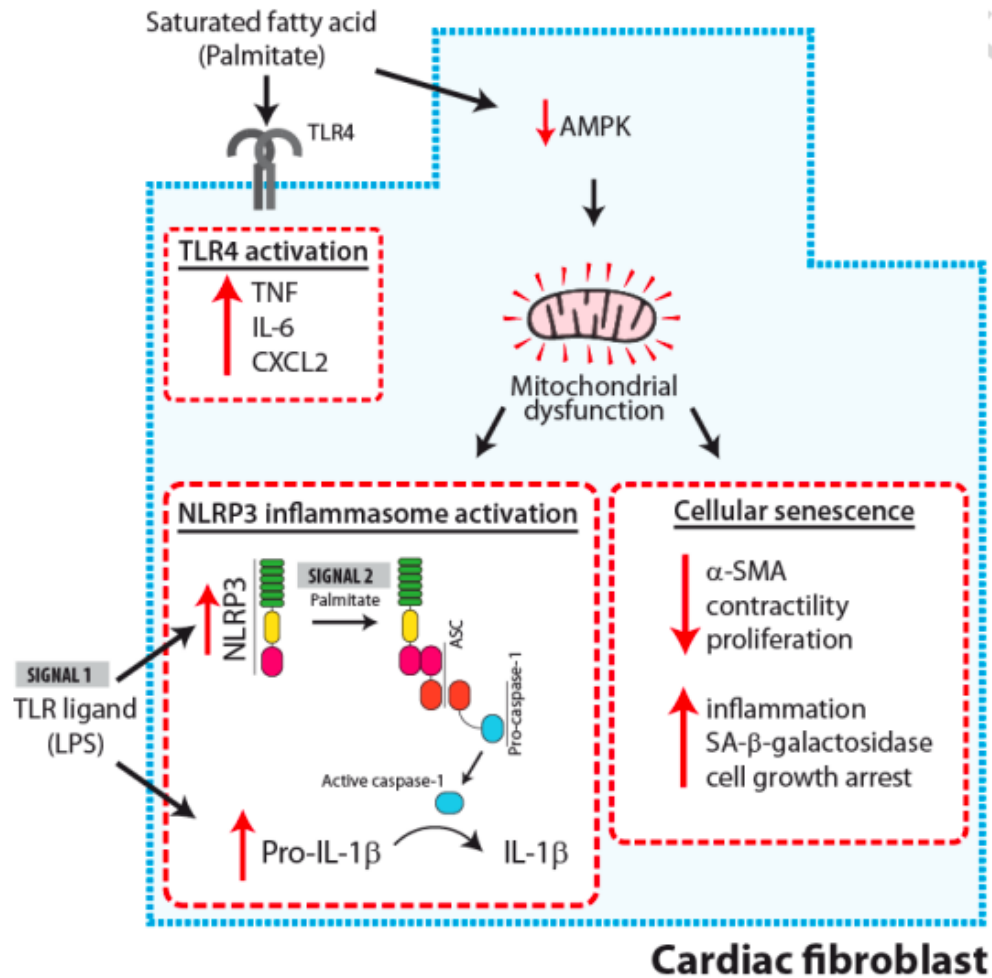 Saturated fatty acid
(Palmitate)
TLR4
AMPK
TLR4 activation
TNF
IL-6
CXCL2
Mitochondrial
dysfunction
NLRP3 inflammasome activation
NLRP3
SIGNAL 2
Palmitate
ASC
Pro-caspase-1
Active caspase-1
Pro-IL-1β
IL-1β
SIGNAL 1
TLR ligand
(LPS)
Cellular senescence
α-SMA
contractility
proliferation
inflammation
SA-β-galactosidase
cell growth arrest
Cardiac fibroblast